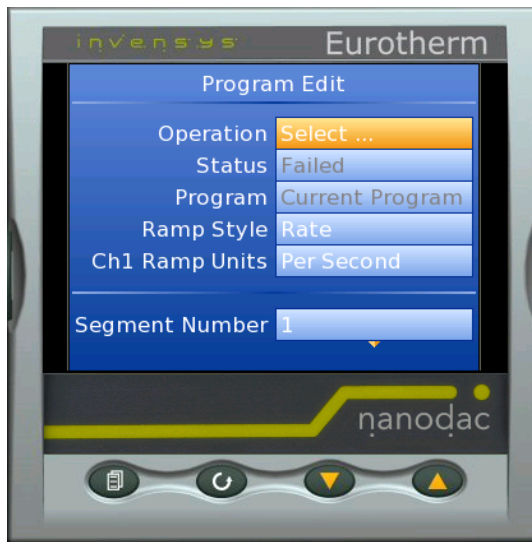 invensys Eurotherm
Program Edit
Operation Select ...
Status Failed
Program Current Program
Ramp Style Rate
Ch1 Ramp Units Per Second
Segment Number 1
nanodac